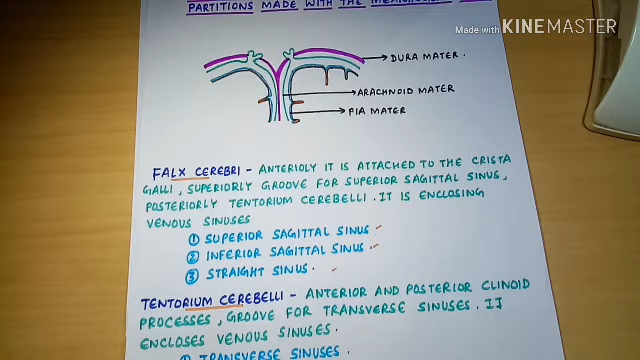 PARTITIONS MADE WITH THE
Made with KINEMASTER
DURA MATER.
ARACHNOID MATER
PIA MATER
FALX CEREBRI - ANTERIOLY IT IS ATTACHED TO THE CRISTA
GALLI, SUPERIORLY GROOVE FOR SUPERIOR SAGITTAL SINUS,
POSTERIORLY TENTORIUM CEREBELLI. IT IS ENCLOSING
VENOUS SINUSES
① SUPERIOR SAGITTAL SINUS
② INFERIOR SAGITTAL SINUS
③ STRAIGHT SINUS.
TENTORIUM CEREBELLI - ANTERIOR AND POSTERIOR CLINOID
PROCESSES, GROOVE FOR TRANSVERSE SINUSES. IT
ENCLOSES VENOUS SINUSES.
① TRANSVERSE SINUSES.